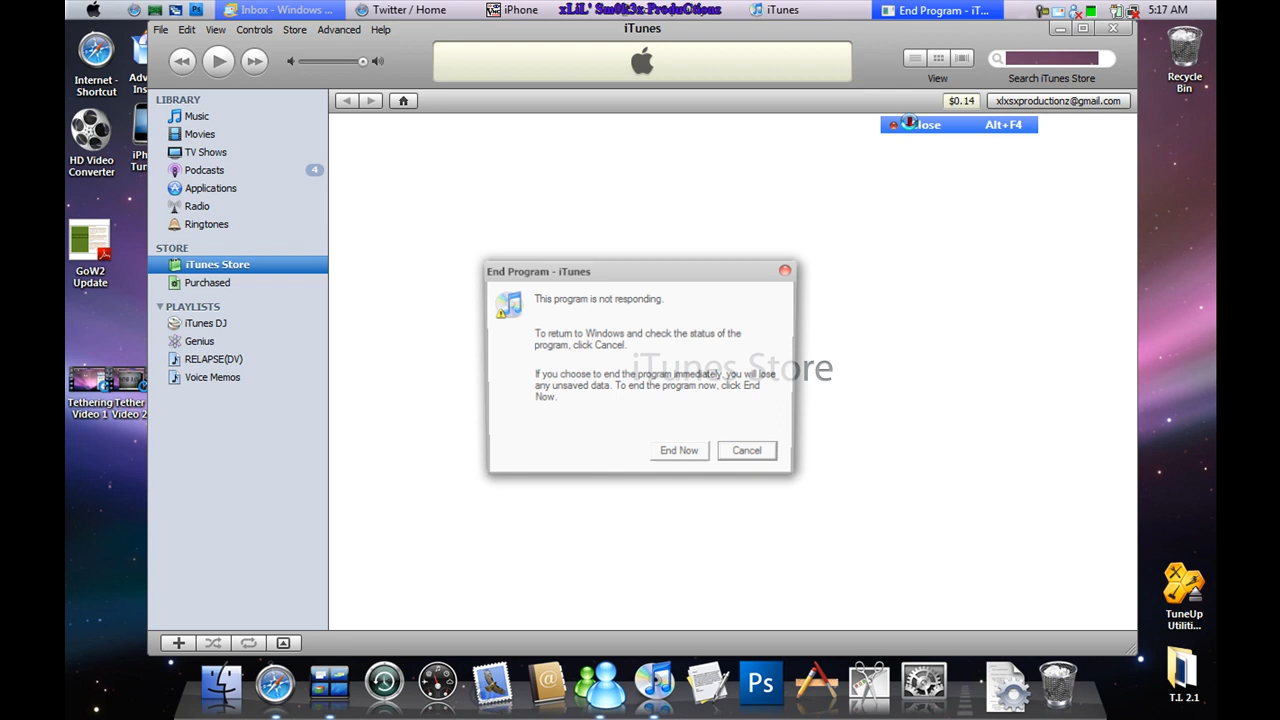 Inbox - Windows ...
Twitter / Home
iPhone
xLiL' Sm0k3x ProduCtionz
iTunes
End Program - iT...
5:17 AM
File Edit View Controls Store Advanced Help
iTunes
View
Search iTunes Store
$0.14
xlxsxproductionz@gmail.com
Alt+F4
LIBRARY
Music
Movies
TV Shows
Podcasts 4
Applications
Radio
Ringtones
STORE
iTunes Store
Purchased
PLAYLISTS
iTunes DJ
Genius
RELAPSE(DV)
Voice Memos
End Program - iTunes
This program is not responding.
To return to Windows and check the status of the
program, click Cancel.
If you choose to end the program immediately, you will lose
any unsaved data. To end the program now, click End
Now.
End Now Cancel
iTunes Store
Internet -
Shortcut
HD Video
Converter
GoW2
Update
Tethering
Video 1
Tether
Video 2
Recycle
Bin
TuneUp
Utiliti...
T.I. 2.1
Ps